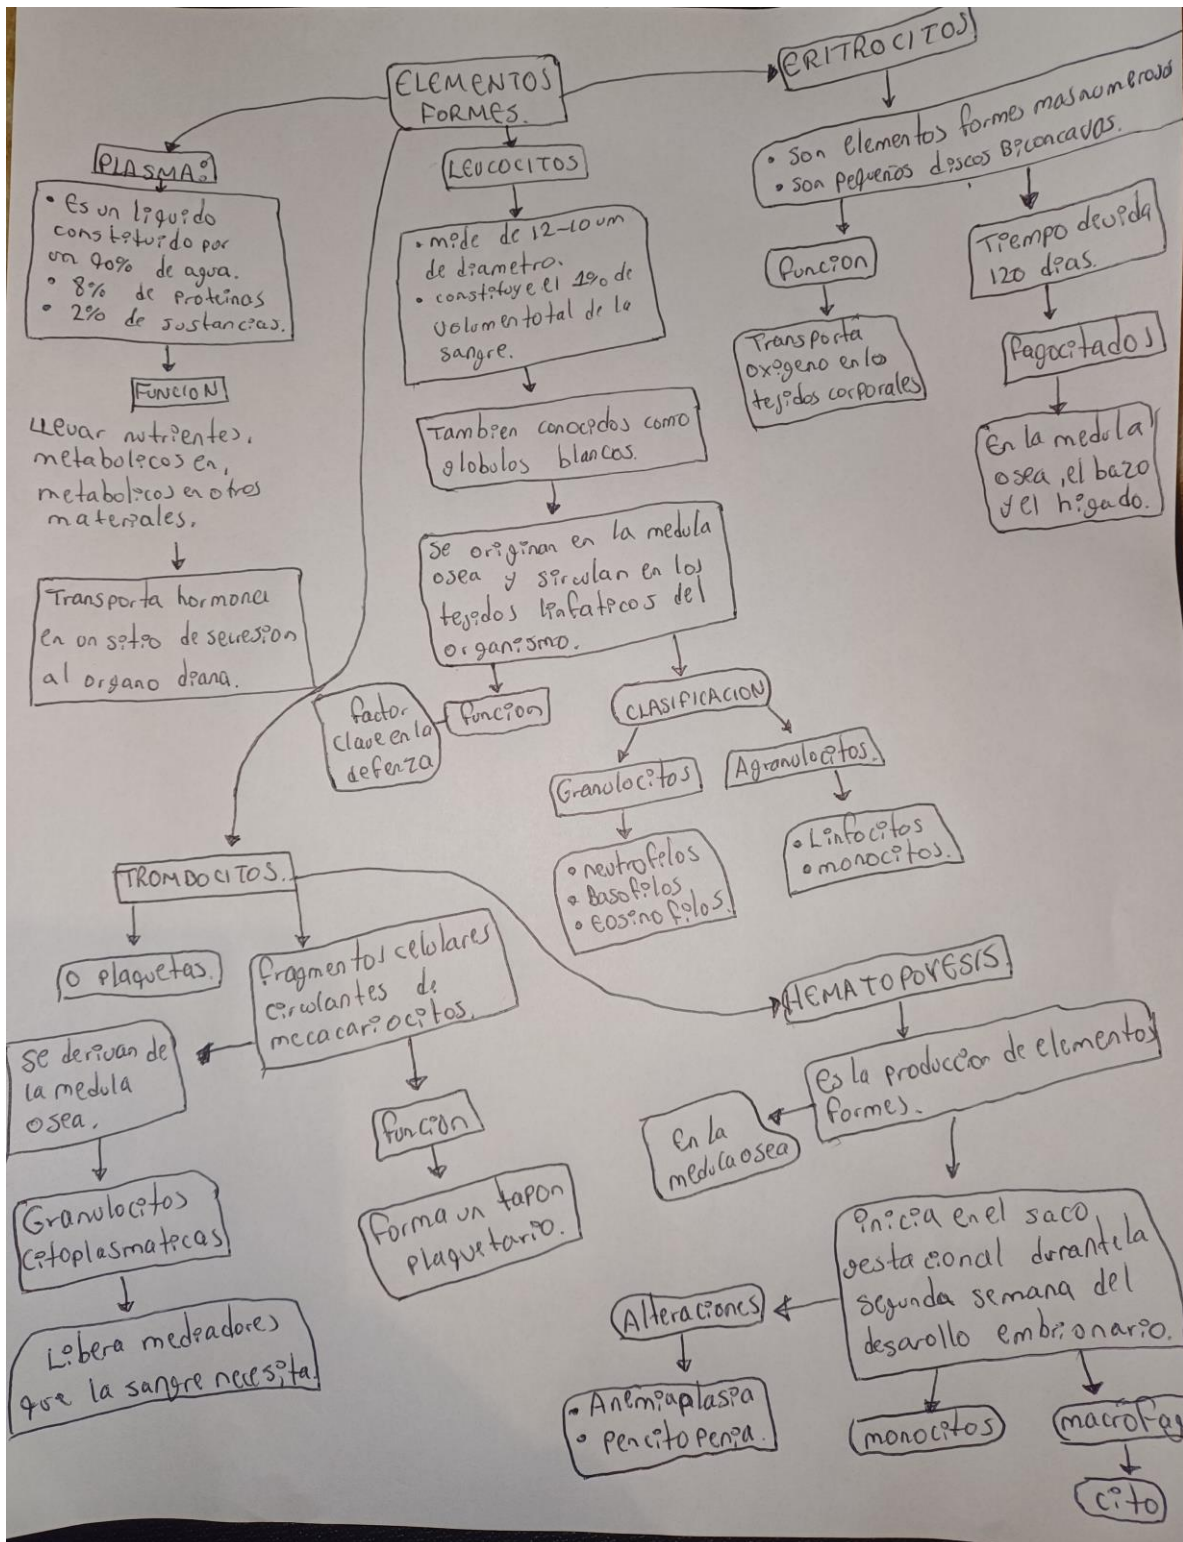 ELEMENTOS
FORMES.
PLASMA:
• Es un liquido
constituido por
un 90% de agua.
• 8% de proteinas
• 2% de sustancias.
FUNCION
LLevar nutrientes,
metabolicos en,
metabolicos en otros
materiales.
Transporta hormona
en un sitio de secresion
al organo diana.
LEUCOCITOS
• mide de 12-10 um
de diametro.
• constituye el 1% de
volumen total de la
sangre.
Tambien conocidos como
globulos blancos.
Se originan en la medula
osea y sirculan en los
tejidos linfaticos del
organismo.
funcion
factor
clave en la
defenza
CLASIFICACION
Granulocitos
• neutrofilos
• Basofilos
• eosinofilos.
Agranulocitos.
• Linfocitos
• monocitos.
ERITROCITOS
• son elementos formes mas numerosos
• son pequeños discos Biconcavos.
funcion
Transporta
oxigeno en los
tejidos corporales
Tiempo de vida
120 dias.
fagocitados
En la medula
osea, el bazo
y el higado.
TROMDOCITOS.
O plaquetas.
fragmentos celulares
circulantes de
mecacariocitos.
se derivan de
la medula
osea.
Granulocitos
citoplasmaticas
Libera mediadores
que la sangre necesita.
funcion
forma un tapon
plaquetario.
HEMATOPOYESIS.
es la produccion de elementos
formes.
En la
medula osea
inicia en el saco
gestacional durante la
segunda semana del
desarollo embrionario.
Alteraciones
• Anemiaplasia
• pencitopenia.
monocitos
macrofag
cito